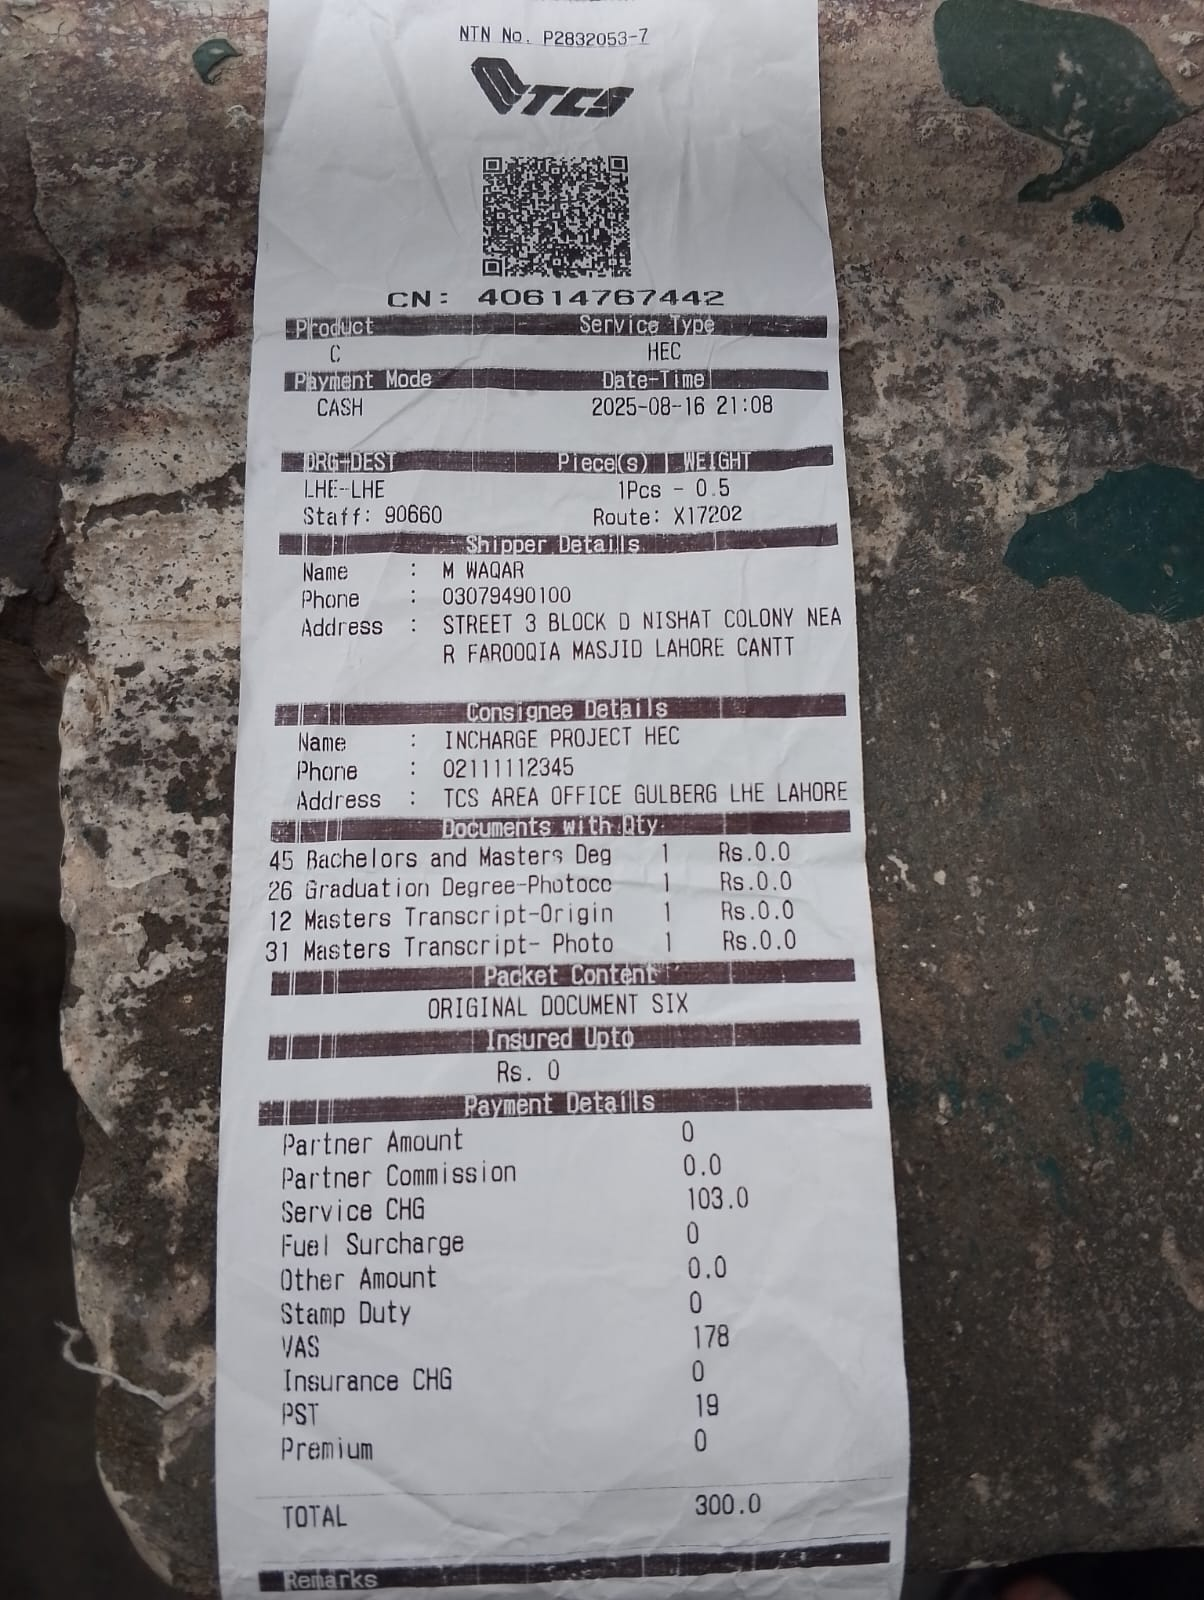 NTN No. P2832053-7
TCS
CN: 40614767442
Product Service Type
C HEC
Payment Mode Date-Time
CASH 2025-08-16 21:08
ORG-DEST Piece(s) | WEIGHT
LHE-LHE 1Pcs - 0.5
Staff: 90660 Route: X17202
Shipper Details
Name : M WAQAR
Phone : 03079490100
Address : STREET 3 BLOCK D NISHAT COLONY NEA
R FAROOQIA MASJID LAHORE CANTT
Consignee Details
Name : INCHARGE PROJECT HEC
Phone : 02111112345
Address : TCS AREA OFFICE GULBERG LHE LAHORE
Documents with Qty.
45 Bachelors and Masters Deg 1 Rs.0.0
26 Graduation Degree-Photocc 1 Rs.0.0
12 Masters Transcript-Origin 1 Rs.0.0
31 Masters Transcript- Photo 1 Rs.0.0
Packet Content
ORIGINAL DOCUMENT SIX
Insured Upto
Rs. 0
Payment Details
Partner Amount 0
Partner Commission 0.0
Service CHG 103.0
Fuel Surcharge 0
Other Amount 0.0
Stamp Duty 0
VAS 178
Insurance CHG 0
PST 19
Premium 0
TOTAL 300.0
Remarks